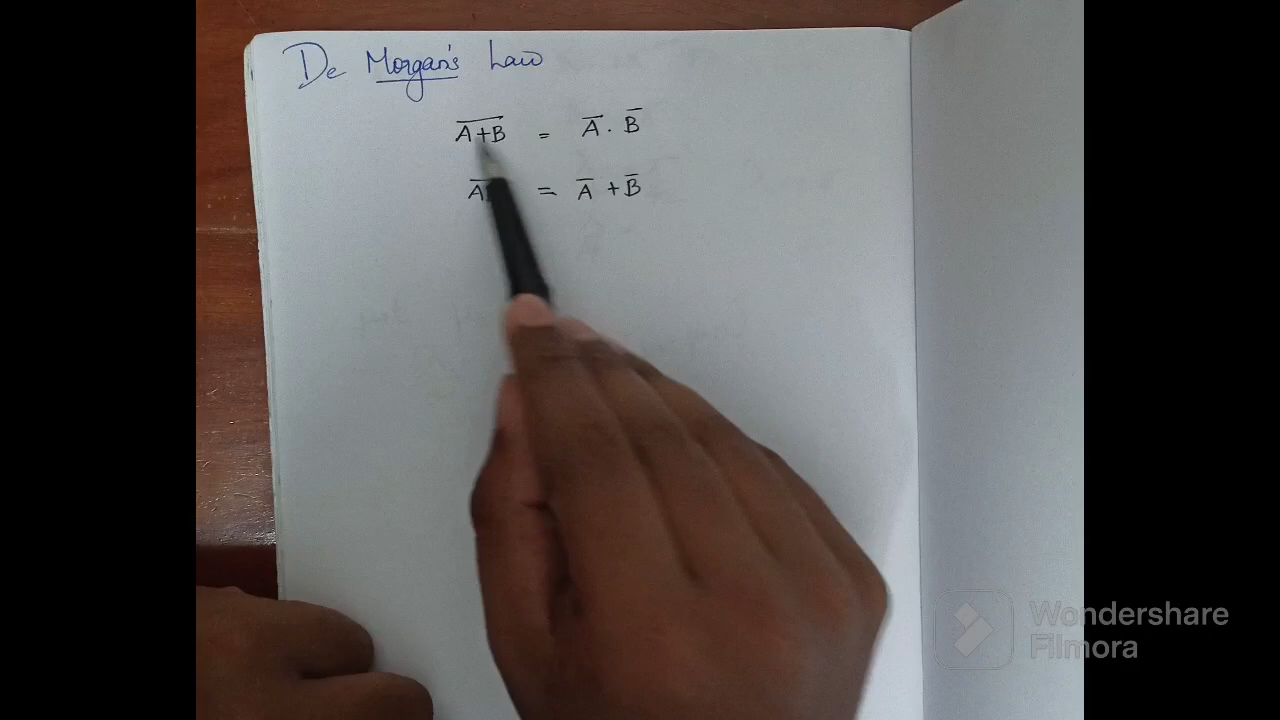 De Morgan's Law
A̅+̅B̅ = A̅ . B̅
A̅ = A̅ + B̅
Wondershare
Filmora